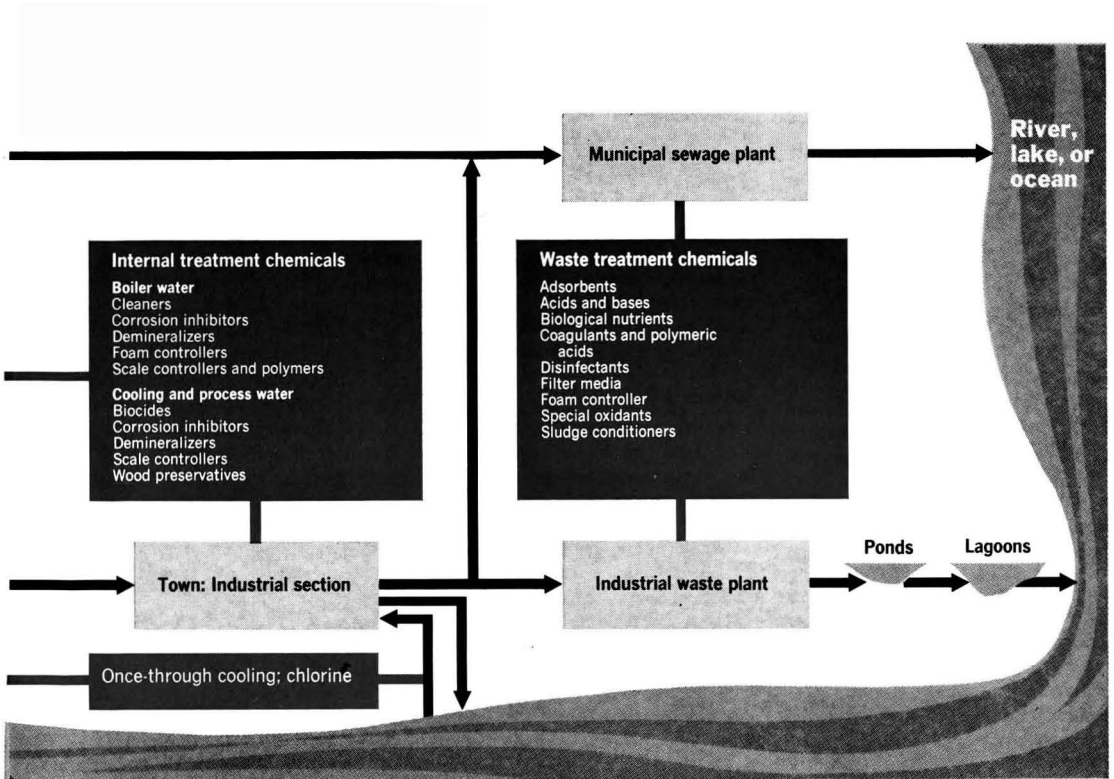 Municipal sewage plant
River,
lake, or
ocean
Internal treatment chemicals
Boiler water
Cleaners
Corrosion inhibitors
Demineralizers
Foam controllers
Scale controllers and polymers
Cooling and process water
Biocides
Corrosion inhibitors
Demineralizers
Scale controllers
Wood preservatives
Waste treatment chemicals
Adsorbents
Acids and bases
Biological nutrients
Coagulants and polymeric
acids
Disinfectants
Filter media
Foam controller
Special oxidants
Sludge conditioners
Town: Industrial section
Industrial waste plant
Ponds
Lagoons
Once-through cooling; chlorine